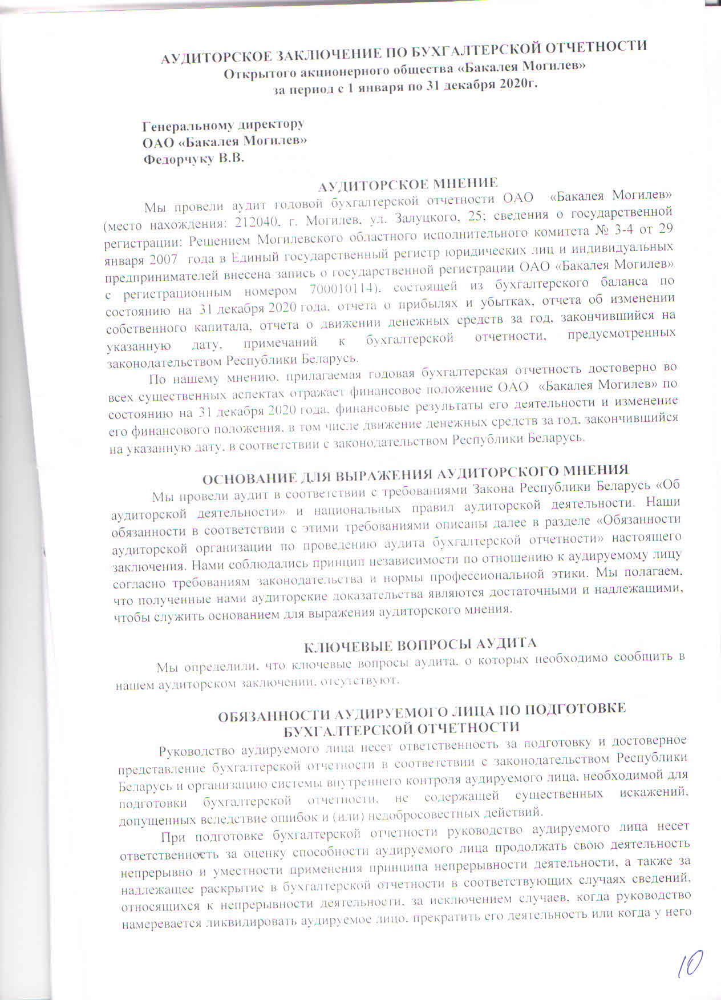 АУДИТОРСКОЕ ЗАКЛЮЧЕНИЕ ПО БУХГАЛТЕРСКОЙ ОТЧЕТНОСТИ
Открытого акционерного общества «Бакалея Могилев»
за период с 1 января по 31 декабря 2020г.
Генеральному директору
ОАО «Бакалея Могилев»
Федорчуку В.В.
АУДИТОРСКОЕ МНЕНИЕ
Мы провели аудит годовой бухгалтерской отчетности ОАО «Бакалея Могилев»
(место нахождения: 212040, г. Могилев, ул. Залуцкого, 25; сведения о государственной
регистрации: Решением Могилевского областного исполнительного комитета № 3-4 от 29
января 2007 года в Единый государственный регистр юридических лиц и индивидуальных
предпринимателей внесена запись о государственной регистрации ОАО «Бакалея Могилев»
с регистрационным номером 700010114), состоящей из бухгалтерского баланса по
состоянию на 31 декабря 2020 года, отчета о прибылях и убытках, отчета об изменении
собственного капитала, отчета о движении денежных средств за год, закончившийся на
указанную дату, примечаний к бухгалтерской отчетности, предусмотренных
законодательством Республики Беларусь.
По нашему мнению, прилагаемая годовая бухгалтерская отчетность достоверно во
всех существенных аспектах отражает финансовое положение ОАО «Бакалея Могилев» по
состоянию на 31 декабря 2020 года, финансовые результаты его деятельности и изменение
его финансового положения, в том числе движение денежных средств за год, закончившийся
на указанную дату, в соответствии с законодательством Республики Беларусь.
ОСНОВАНИЕ ДЛЯ ВЫРАЖЕНИЯ АУДИТОРСКОГО МНЕНИЯ
Мы провели аудит в соответствии с требованиями Закона Республики Беларусь «Об
аудиторской деятельности» и национальных правил аудиторской деятельности. Наши
обязанности в соответствии с этими требованиями описаны далее в разделе «Обязанности
аудиторской организации по проведению аудита бухгалтерской отчетности» настоящего
заключения. Нами соблюдались принцип независимости по отношению к аудируемому лицу
согласно требованиям законодательства и нормы профессиональной этики. Мы полагаем,
что полученные нами аудиторские доказательства являются достаточными и надлежащими,
чтобы служить основанием для выражения аудиторского мнения.
КЛЮЧЕВЫЕ ВОПРОСЫ АУДИТА
Мы определили, что ключевые вопросы аудита, о которых необходимо сообщить в
нашем аудиторском заключении, отсутствуют.
ОБЯЗАННОСТИ АУДИРУЕМОГО ЛИЦА ПО ПОДГОТОВКЕ
БУХГАЛТЕРСКОЙ ОТЧЕТНОСТИ
Руководство аудируемого лица несет ответственность за подготовку и достоверное
представление бухгалтерской отчетности в соответствии с законодательством Республики
Беларусь и организацию системы внутреннего контроля аудируемого лица, необходимой для
подготовки бухгалтерской отчетности, не содержащей существенных искажений,
допущенных вследствие ошибок и (или) недобросовестных действий.
При подготовке бухгалтерской отчетности руководство аудируемого лица несет
ответственность за оценку способности аудируемого лица продолжать свою деятельность
непрерывно и уместности применения принципа непрерывности деятельности, а также за
надлежащее раскрытие в бухгалтерской отчетности в соответствующих случаях сведений,
относящихся к непрерывности деятельности, за исключением случаев, когда руководство
намеревается ликвидировать аудируемое лицо, прекратить его деятельность или когда у него
10